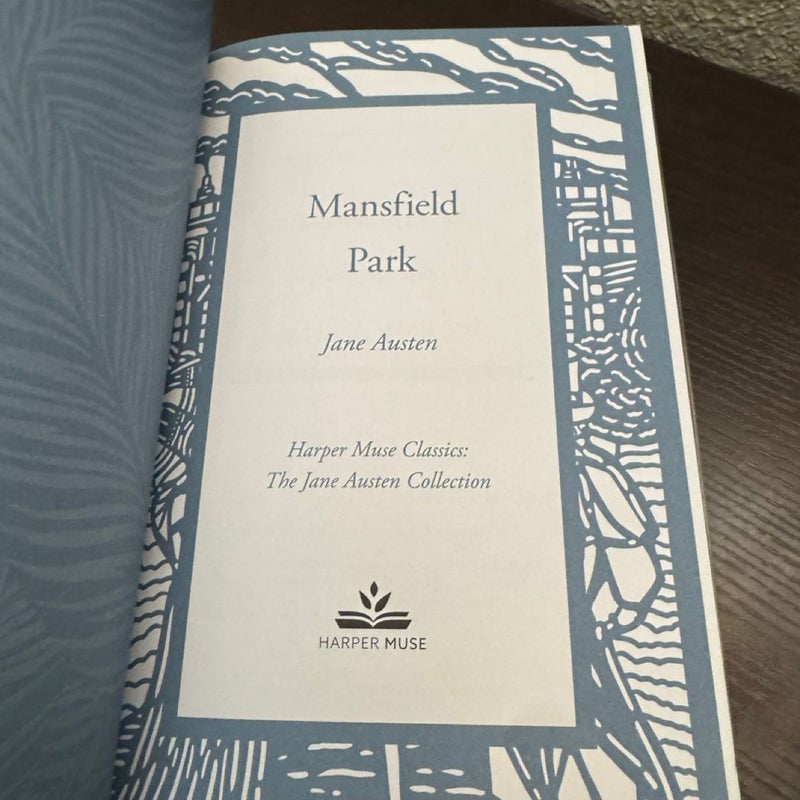 Mansfield
Park
Jane Austen
Harper Muse Classics:
The Jane Austen Collection
HARPER MUSE